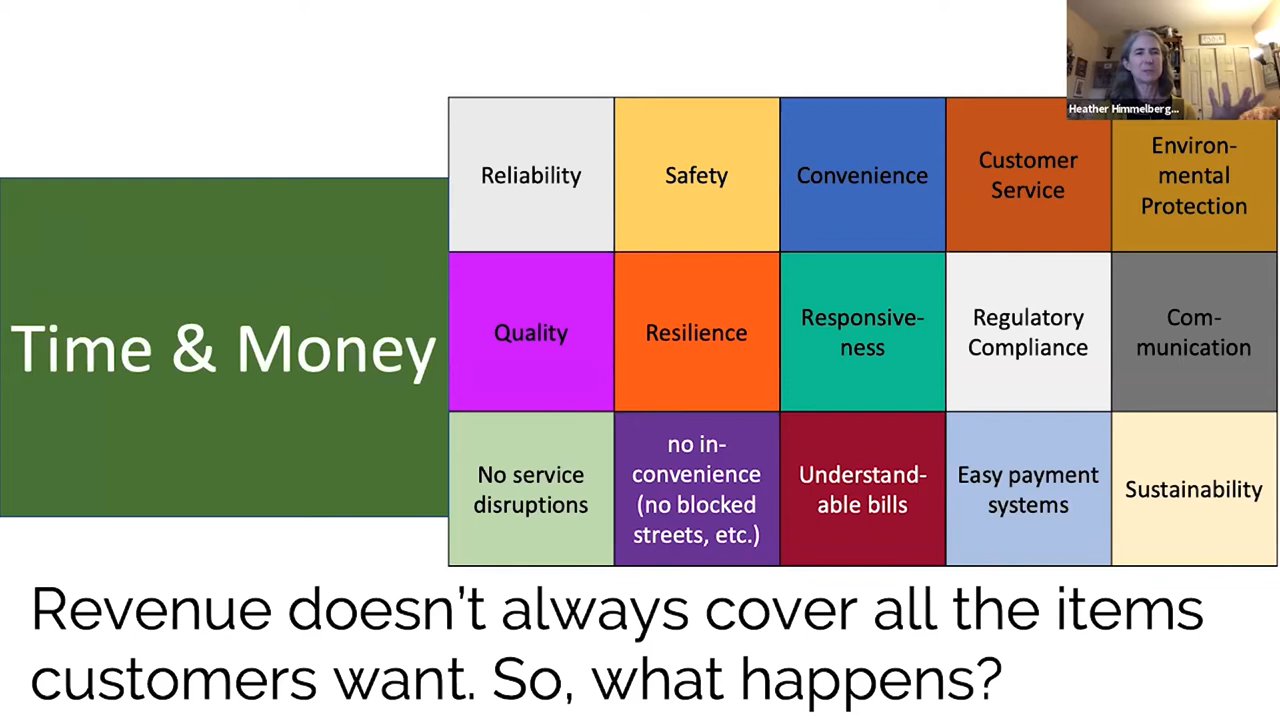 Heather Himmelberg...
Reliability
Safety
Convenience
Customer
Service
Environ-
mental
Protection
Time & Money
Quality
Resilience
Responsive-
ness
Regulatory
Compliance
Com-
munication
No service
disruptions
no in-
convenience
(no blocked
streets, etc.)
Understand-
able bills
Easy payment
systems
Sustainability
Revenue doesn’t always cover all the items
customers want. So, what happens?